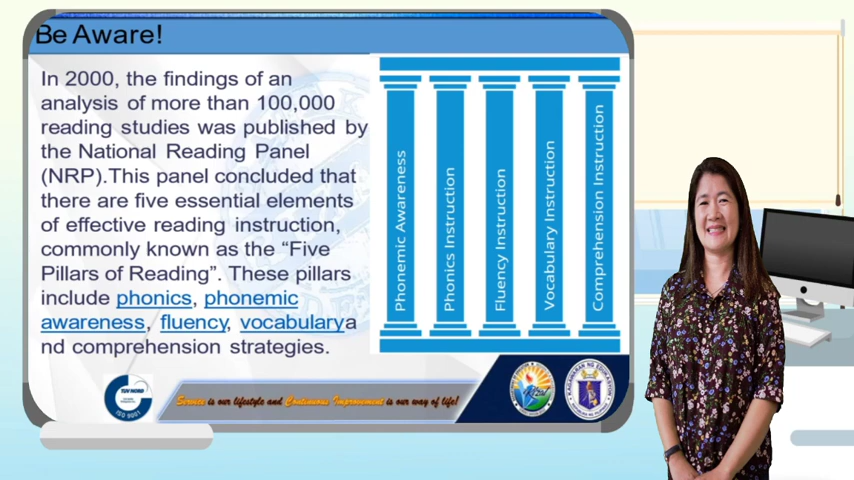 Be Aware!
In 2000, the findings of an
analysis of more than 100,000
reading studies was published by
the National Reading Panel
(NRP).This panel concluded that
there are five essential elements
of effective reading instruction,
commonly known as the “Five
Pillars of Reading”. These pillars
include phonics, phonemic
awareness, fluency, vocabularya
nd comprehension strategies.
Phonemic Awareness
Phonics Instruction
Fluency Instruction
Vocabulary Instruction
Comprehension Instruction
TUV NORD
ISO 9001
Service is our lifestyle and Continuous Improvement is our way of life!